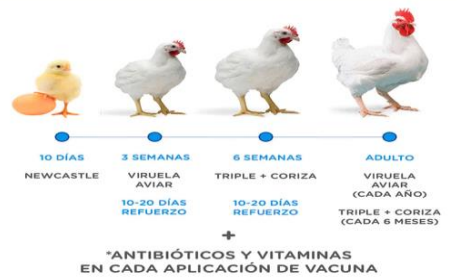 10 DÍAS
NEWCASTLE
3 SEMANAS
VIRUELA
AVIAR
10-20 DÍAS
REFUERZO
6 SEMANAS
TRIPLE + CORIZA
10-20 DÍAS
REFUERZO
ADULTO
VIRUELA
AVIAR
(CADA AÑO)
TRIPLE + CORIZA
(CADA 6 MESES)
+
*ANTIBIÓTICOS Y VITAMINAS
EN CADA APLICACIÓN DE VACUNA